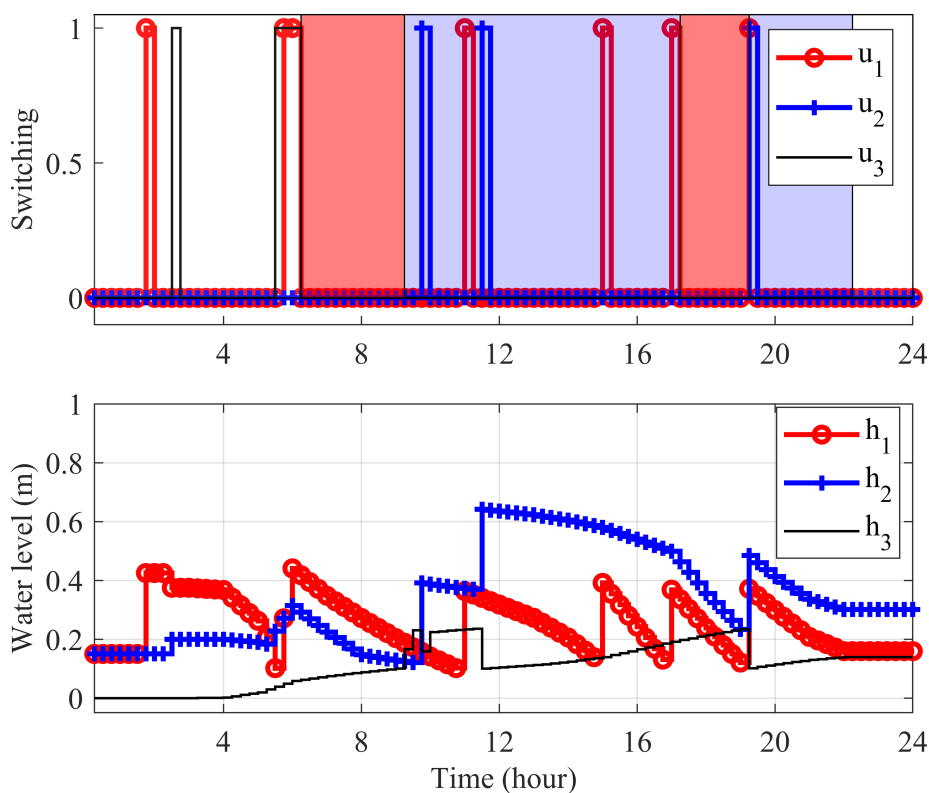 Switching
1
0.5
0
u1
u2
u3
4 8 12 16 20 24
Water level (m)
1
0.8
0.6
0.4
0.2
0
h1
h2
h3
4 8 12 16 20 24
Time (hour)